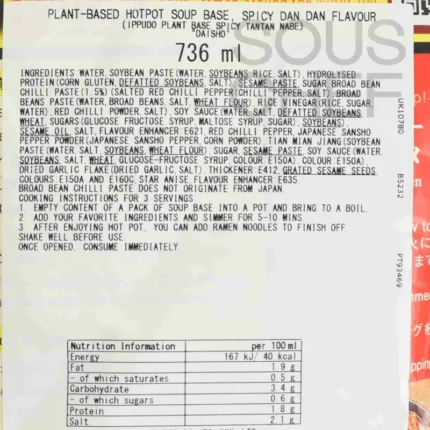 PLANT-BASED HOTPOT SOUP BASE, SPICY DAN DAN FLAVOUR
(IPPUDO PLANT BASE SPICY TANTAN NABE)
DAISHO
736 ml
SOUS
INGREDIENTS WATER, SOYBEAN PASTE(WATER, SOYBEANS, RICE, SALT), HYDROLYSED
PROTEIN(CORN GLUTEN, DEFATTED SOYBEANS, SALT), SESAME PASTE, SUGAR, BROAD BEAN
CHILLI PASTE(1.5%)(SALTED RED CHILLI PEPPER(CHILLI PEPPER, SALT), BROAD
BEANS PASTE(WATER, BROAD BEANS, SALT, WHEAT FLOUR), RICE VINEGAR(RICE, SUGAR,
WATER), RED CHILLI POWDER, SALT), SOY SAUCE(WATER, SALT, DEFATTED SOYBEANS,
WHEAT, SUGARS(GLUCOSE-FRUCTOSE SYRUP, MALTOSE SYRUP, SUGAR), SOYBEANS),
SESAME OIL, SALT, FLAVOUR ENHANCER E621, RED CHILLI PEPPER, JAPANESE SANSHO
PEPPER POWDER(JAPANESE SANSHO PEPPER, CORN POWDER), TIAN MIAN JIANG(SOYBEAN
PASTE(WATER, SALT, SOYBEANS, WHEAT FLOUR), SUGAR, SESAME PASTE, SOY SAUCE(WATER,
SOYBEANS, SALT, WHEAT, GLUCOSE-FRUCTOSE SYRUP, COLOUR E150A), COLOUR E150A),
DRIED GARLIC FLAKE(DRIED GARLIC, SALT), THICKENER E412, GRATED SESAME SEEDS,
COLOURS E150A AND E160C, STAR ANISE, FLAVOUR ENHANCER E635
BROAD BEAN CHILLI PASTE DOES NOT ORIGINATE FROM JAPAN
COOKING INSTRUCTIONS FOR 3 SERVINGS
1. EMPTY CONTENT OF A PACK OF SOUP BASE INTO A POT AND BRING TO A BOIL.
2. ADD YOUR FAVORITE INGREDIENTS AND SIMMER FOR 5-10 MINS
3. AFTER ENJOYING HOT POT, YOU CAN ADD RAMEN NOODLES TO FINISH OFF
SHAKE WELL BEFORE USE
ONCE OPENED, CONSUME IMMEDIATELY.
Nutrition Information per 100ml
Energy 167 kJ/ 40 kcal
Fat 1.9 g
- of which saturates 0.5 g
Carbohydrate 3.4 g
- of which sugars 0.6 g
Protein 1.8 g
Salt 2.1 g
B5232
PT93469